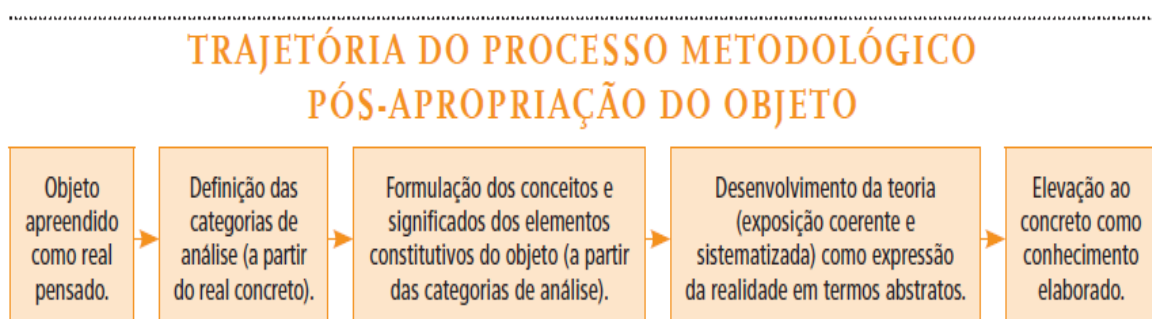 TRAJETÓRIA DO PROCESSO METODOLÓGICO
PÓS-APROPRIAÇÃO DO OBJETO
Objeto
apreendido
como real
pensado.
Definição das
categorias de
análise (a partir
do real concreto).
Formulação dos conceitos e
significados dos elementos
constitutivos do objeto (a partir
das categorias de análise).
Desenvolvimento da teoria
(exposição coerente e
sistematizada) como expressão
da realidade em termos abstratos.
Elevação ao
concreto como
conhecimento
elaborado.